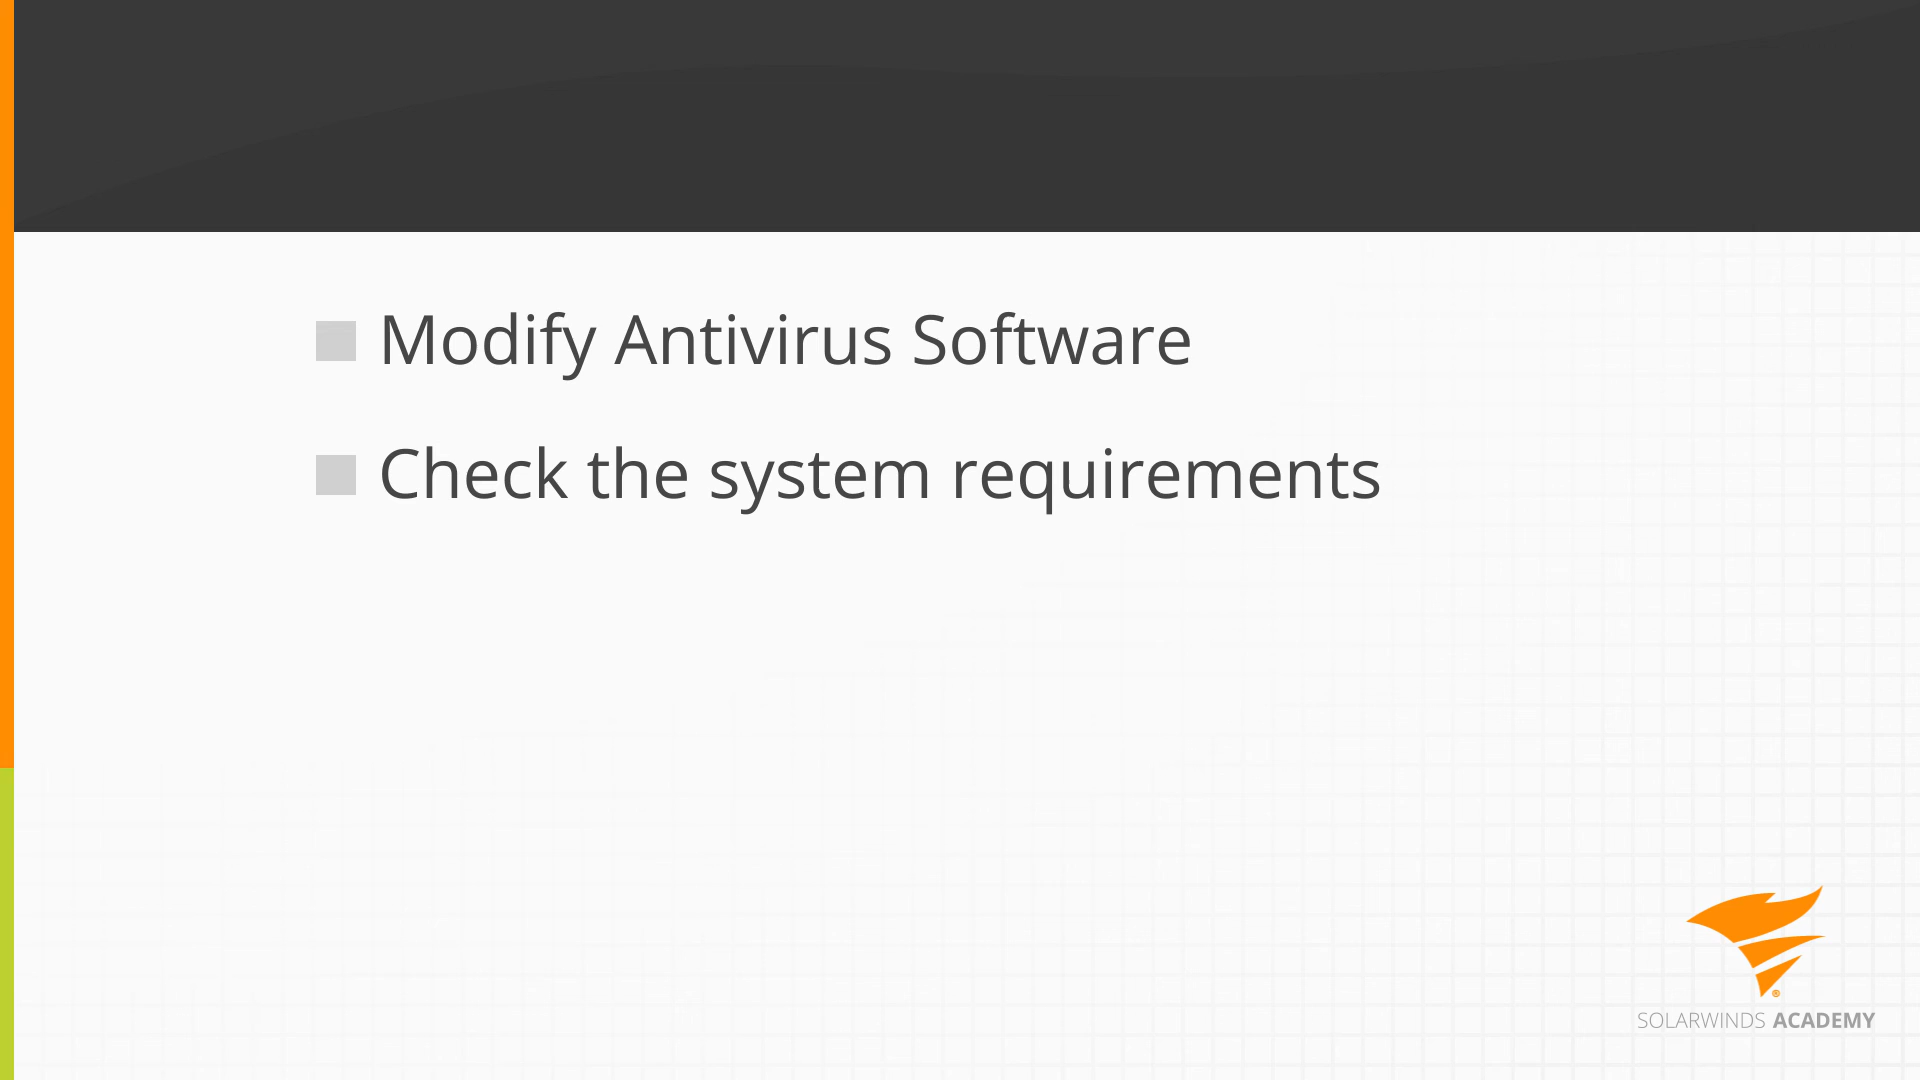 Modify Antivirus Software
Check the system requirements
®
SOLARWINDS ACADEMY